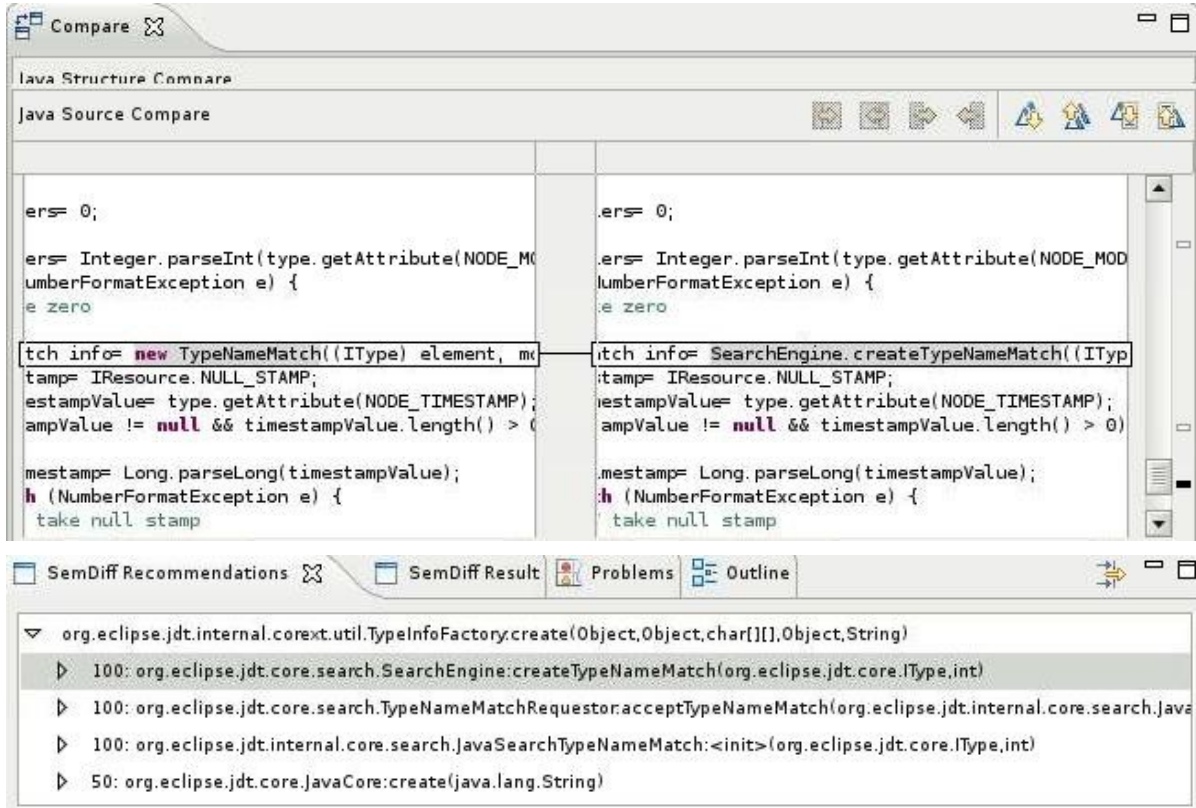 Compare
Java Structure Compare
Java Source Compare
ers= 0;
ers= Integer.parseInt(type.getAttribute(NODE_MO
umberFormatException e) {
e zero
tch info= new TypeNameMatch((IType) element, mo
tamp= IResource.NULL_STAMP;
estampValue= type.getAttribute(NODE_TIMESTAMP);
ampValue != null && timestampValue.length() > 0
mestamp= Long.parseLong(timestampValue);
h (NumberFormatException e) {
take null stamp
ers= 0;
ers= Integer.parseInt(type.getAttribute(NODE_MOD
umberFormatException e) {
e zero
tch info= SearchEngine.createTypeNameMatch((ITyp
tamp= IResource.NULL_STAMP;
estampValue= type.getAttribute(NODE_TIMESTAMP);
ampValue != null && timestampValue.length() > 0)
mestamp= Long.parseLong(timestampValue);
h (NumberFormatException e) {
take null stamp
SemDiff Recommendations SemDiff Result Problems Outline
org.eclipse.jdt.internal.corext.util.TypeInfoFactory:create(Object,Object,char[][],Object,String)
100: org.eclipse.jdt.core.search.SearchEngine:createTypeNameMatch(org.eclipse.jdt.core.IType,int)
100: org.eclipse.jdt.core.search.TypeNameMatchRequestor:acceptTypeNameMatch(org.eclipse.jdt.internal.core.search.Java
100: org.eclipse.jdt.internal.core.search.JavaSearchTypeNameMatch:<init>(org.eclipse.jdt.core.IType,int)
50: org.eclipse.jdt.core.JavaCore:create(java.lang.String)